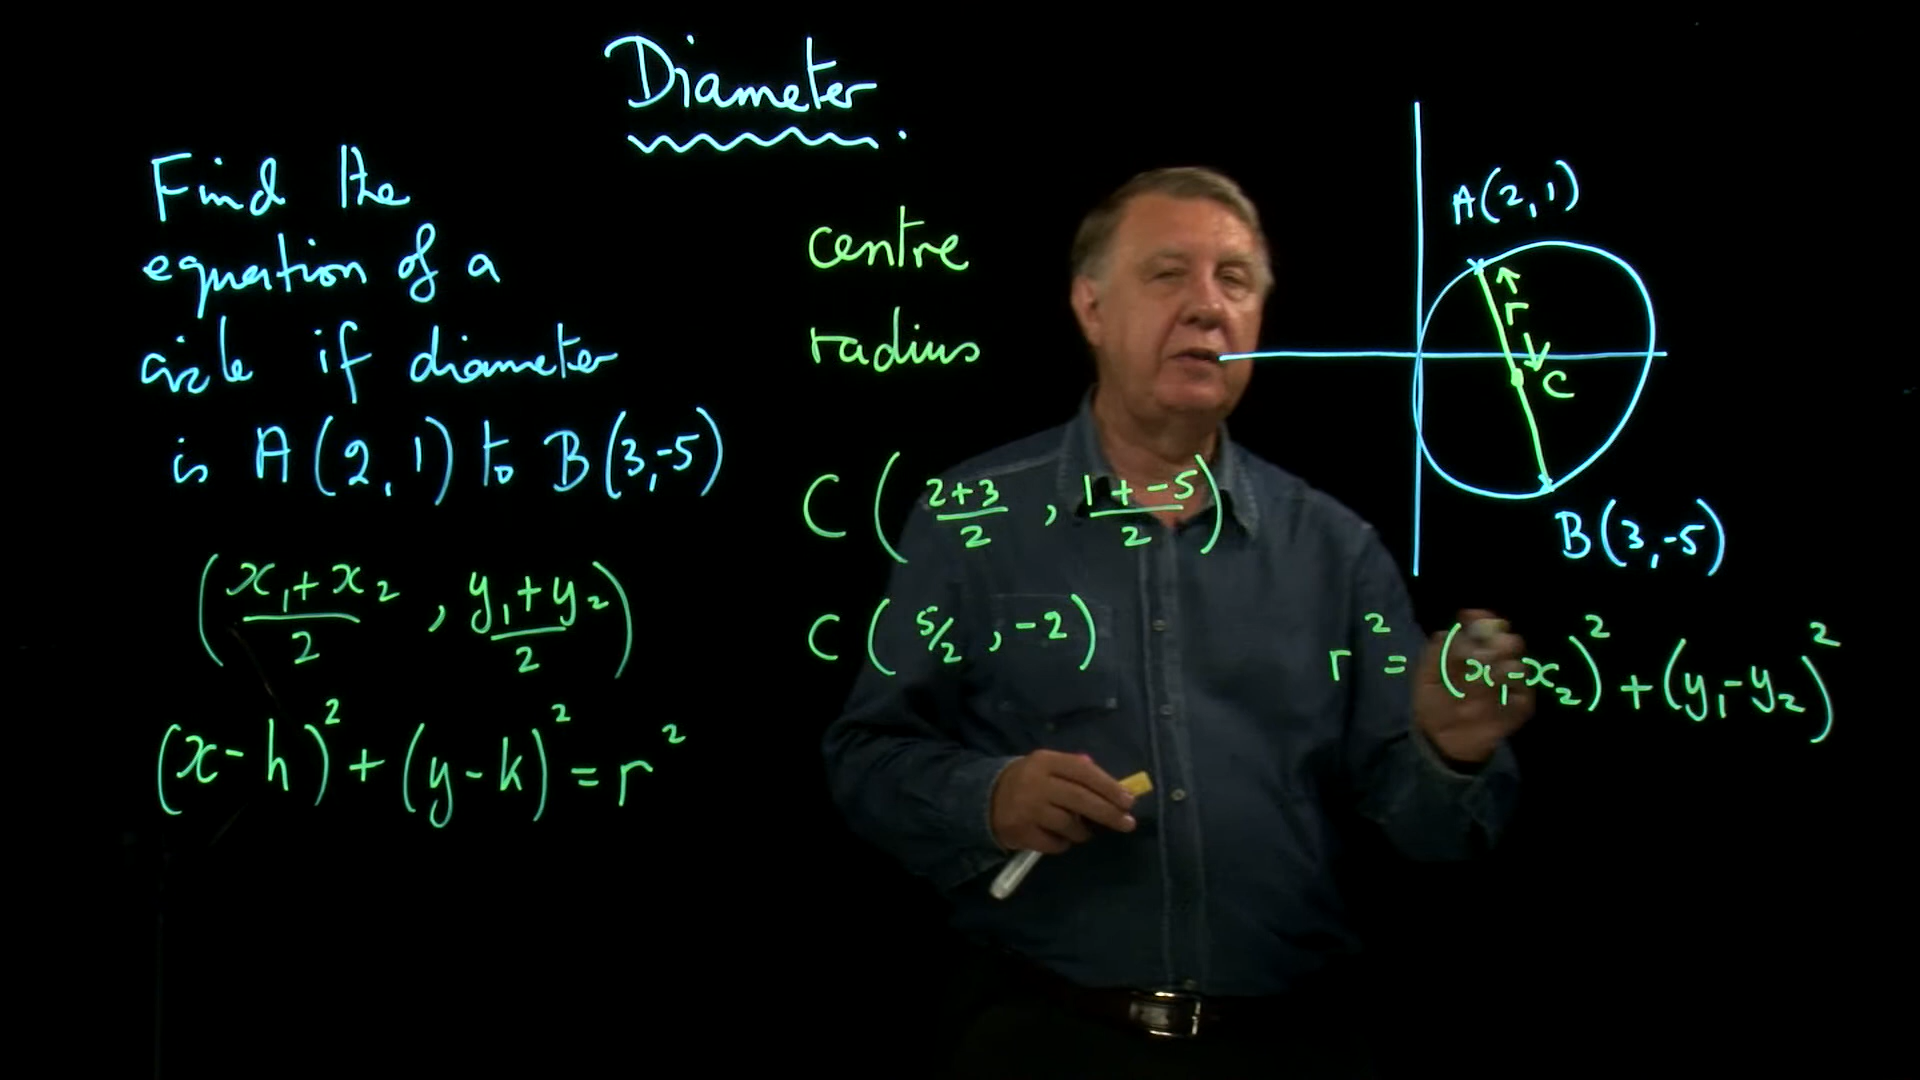 Diameter.
Find the
equation of a
circle if diameter
is A(2,1) to B(3,-5)
(x₁+x₂/2, y₁+y₂/2)
(x-h)²+(y-k)²=r²
centre
radius
C(2+3/2, 1+-5/2)
C(5/2,-2)
A(2,1)
r
C
B(3,-5)
r²=(x₁-x₂)²+(y₁-y₂)²